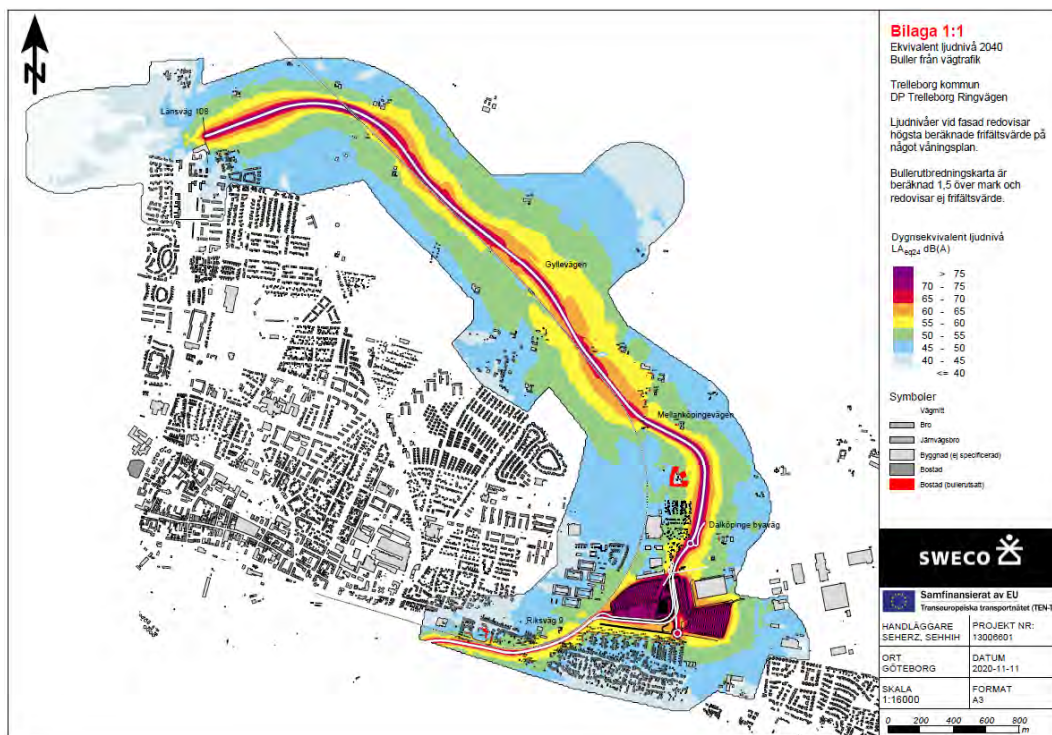 N
Länsväg 108
Gyllevägen
Mellanköpingevägen
Dalköpinge byaväg
Riksväg 9
Bilaga 1:1
Ekvivalent ljudnivå 2040
Buller från vägtrafik
Trelleborg kommun
DP Trelleborg Ringvägen
Ljudnivåer vid fasad redovisar
högsta beräknade frifältsvärde på
något våningsplan.
Bullerutbredningskarta är
beräknad 1,5 över mark och
redovisar ej frifältsvärde.
Dygnsekvivalent ljudnivå
LAeq24 dB(A)
> 75
70 - 75
65 - 70
60 - 65
55 - 60
50 - 55
45 - 50
40 - 45
<= 40
Symboler
Vägmitt
Bro
Järnvägsbro
Byggnad (ej specificerad)
Bostad
Bostad (bullerutsatt)
SWECO
Samfinansierat av EU
Transeuropeiska transportnätet (TEN-T
HANDLÄGGARE
SEHERZ, SEHHIH
PROJEKT NR:
13006601
ORT
GÖTEBORG
DATUM
2020-11-11
SKALA
1:16000
FORMAT
A3
0 200 400 600 800
m